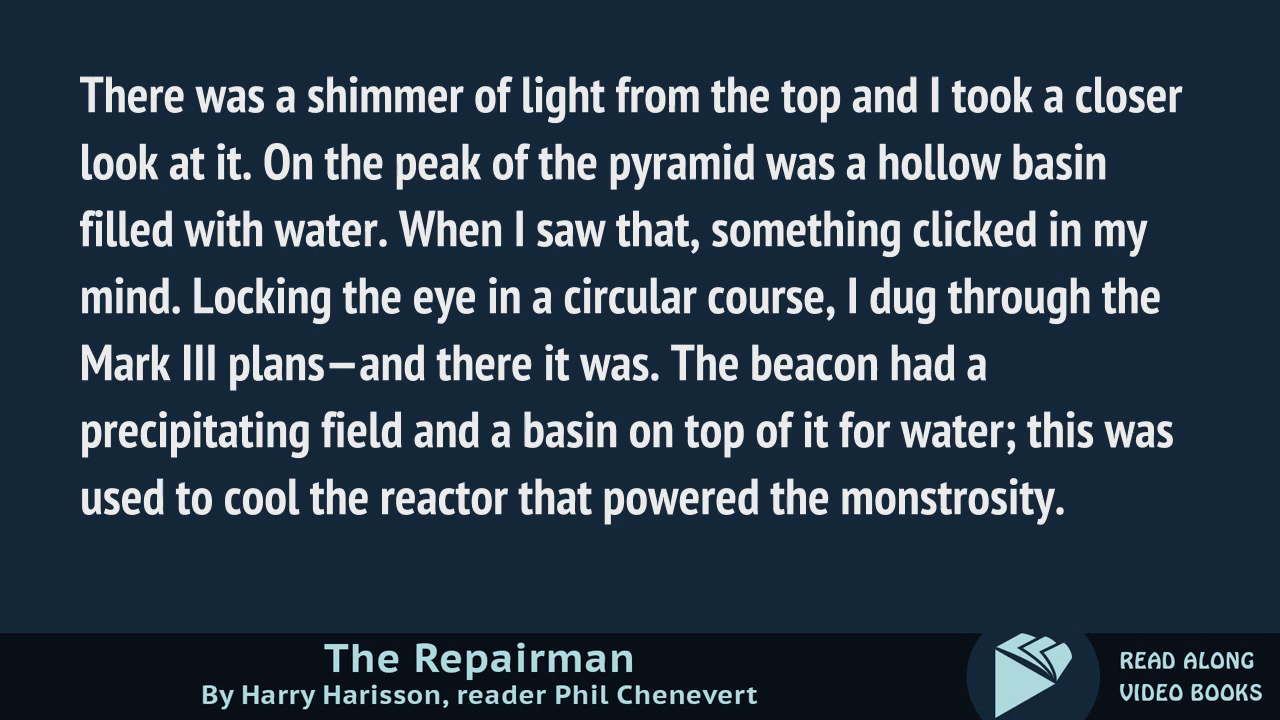 There was a shimmer of light from the top and I took a closer
look at it. On the peak of the pyramid was a hollow basin
filled with water. When I saw that, something clicked in my
mind. Locking the eye in a circular course, I dug through the
Mark III plans—and there it was. The beacon had a
precipitating field and a basin on top of it for water; this was
used to cool the reactor that powered the monstrosity.
The Repairman
By Harry Harisson, reader Phil Chenevert
READ ALONG
VIDEO BOOKS